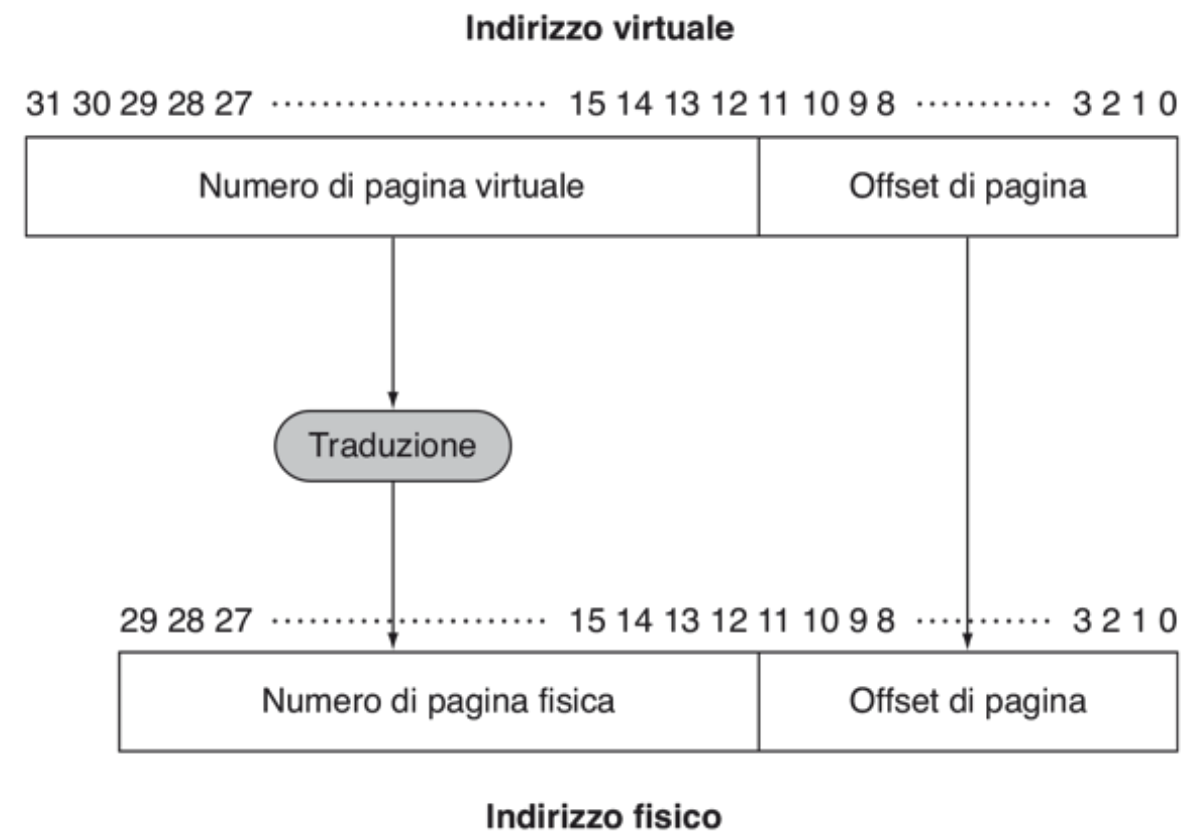 Indirizzo virtuale
31 30 29 28 27 ······················ 15 14 13 12 11 10 9 8 ··········· 3 2 1 0
Numero di pagina virtuale Offset di pagina
Traduzione
29 28 27 ······················ 15 14 13 12 11 10 9 8 ··········· 3 2 1 0
Numero di pagina fisica Offset di pagina
Indirizzo fisico